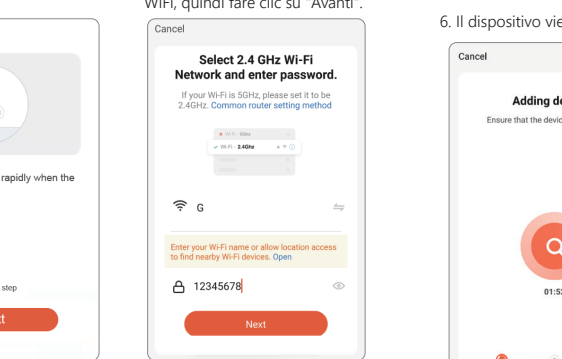 WiFi, quindi fare clic su "Avanti".
6. Il dispositivo vie
rapidly when the
step
Cancel
Select 2.4 GHz Wi-Fi
Network and enter password.
If your Wi-Fi is 5GHz, please set it to be
2.4GHz. Common router setting method
Wi-Fi - 5Ghz
Wi-Fi - 2.4Ghz
G
Enter your Wi-Fi name or allow location access
to find nearby Wi-Fi devices. Open
12345678
Next
Cancel
Adding de
Ensure that the devic
01:52